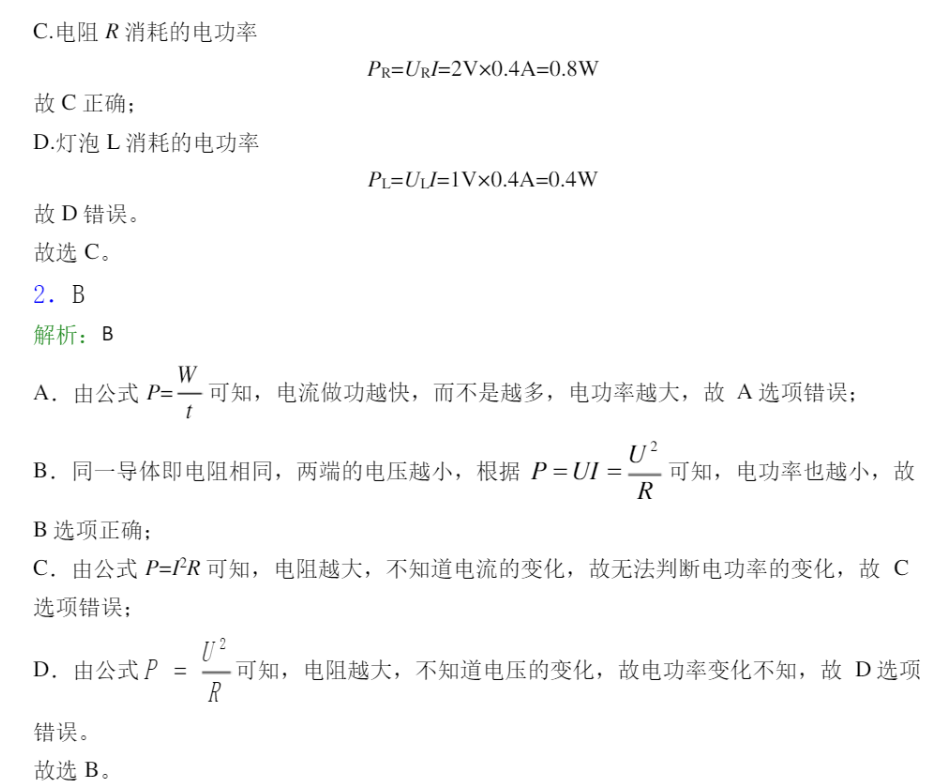 C.电阻 R 消耗的电功率
P_R=U_RI=2V×0.4A=0.8W
故 C 正确；
D.灯泡 L 消耗的电功率
P_L=U_LI=1V×0.4A=0.4W
故 D 错误。
故选 C。
2．B
解析：B
A．由公式 P=W/t 可知，电流做功越快，而不是越多，电功率越大，故 A 选项错误；
B．同一导体即电阻相同，两端的电压越小，根据 P=UI=U²/R 可知，电功率也越小，故
B 选项正确；
C．由公式 P=I²R 可知，电阻越大，不知道电流的变化，故无法判断电功率的变化，故 C
选项错误；
D．由公式 P = U²/R 可知，电阻越大，不知道电压的变化，故电功率变化不知，故 D 选项
错误。
故选 B。